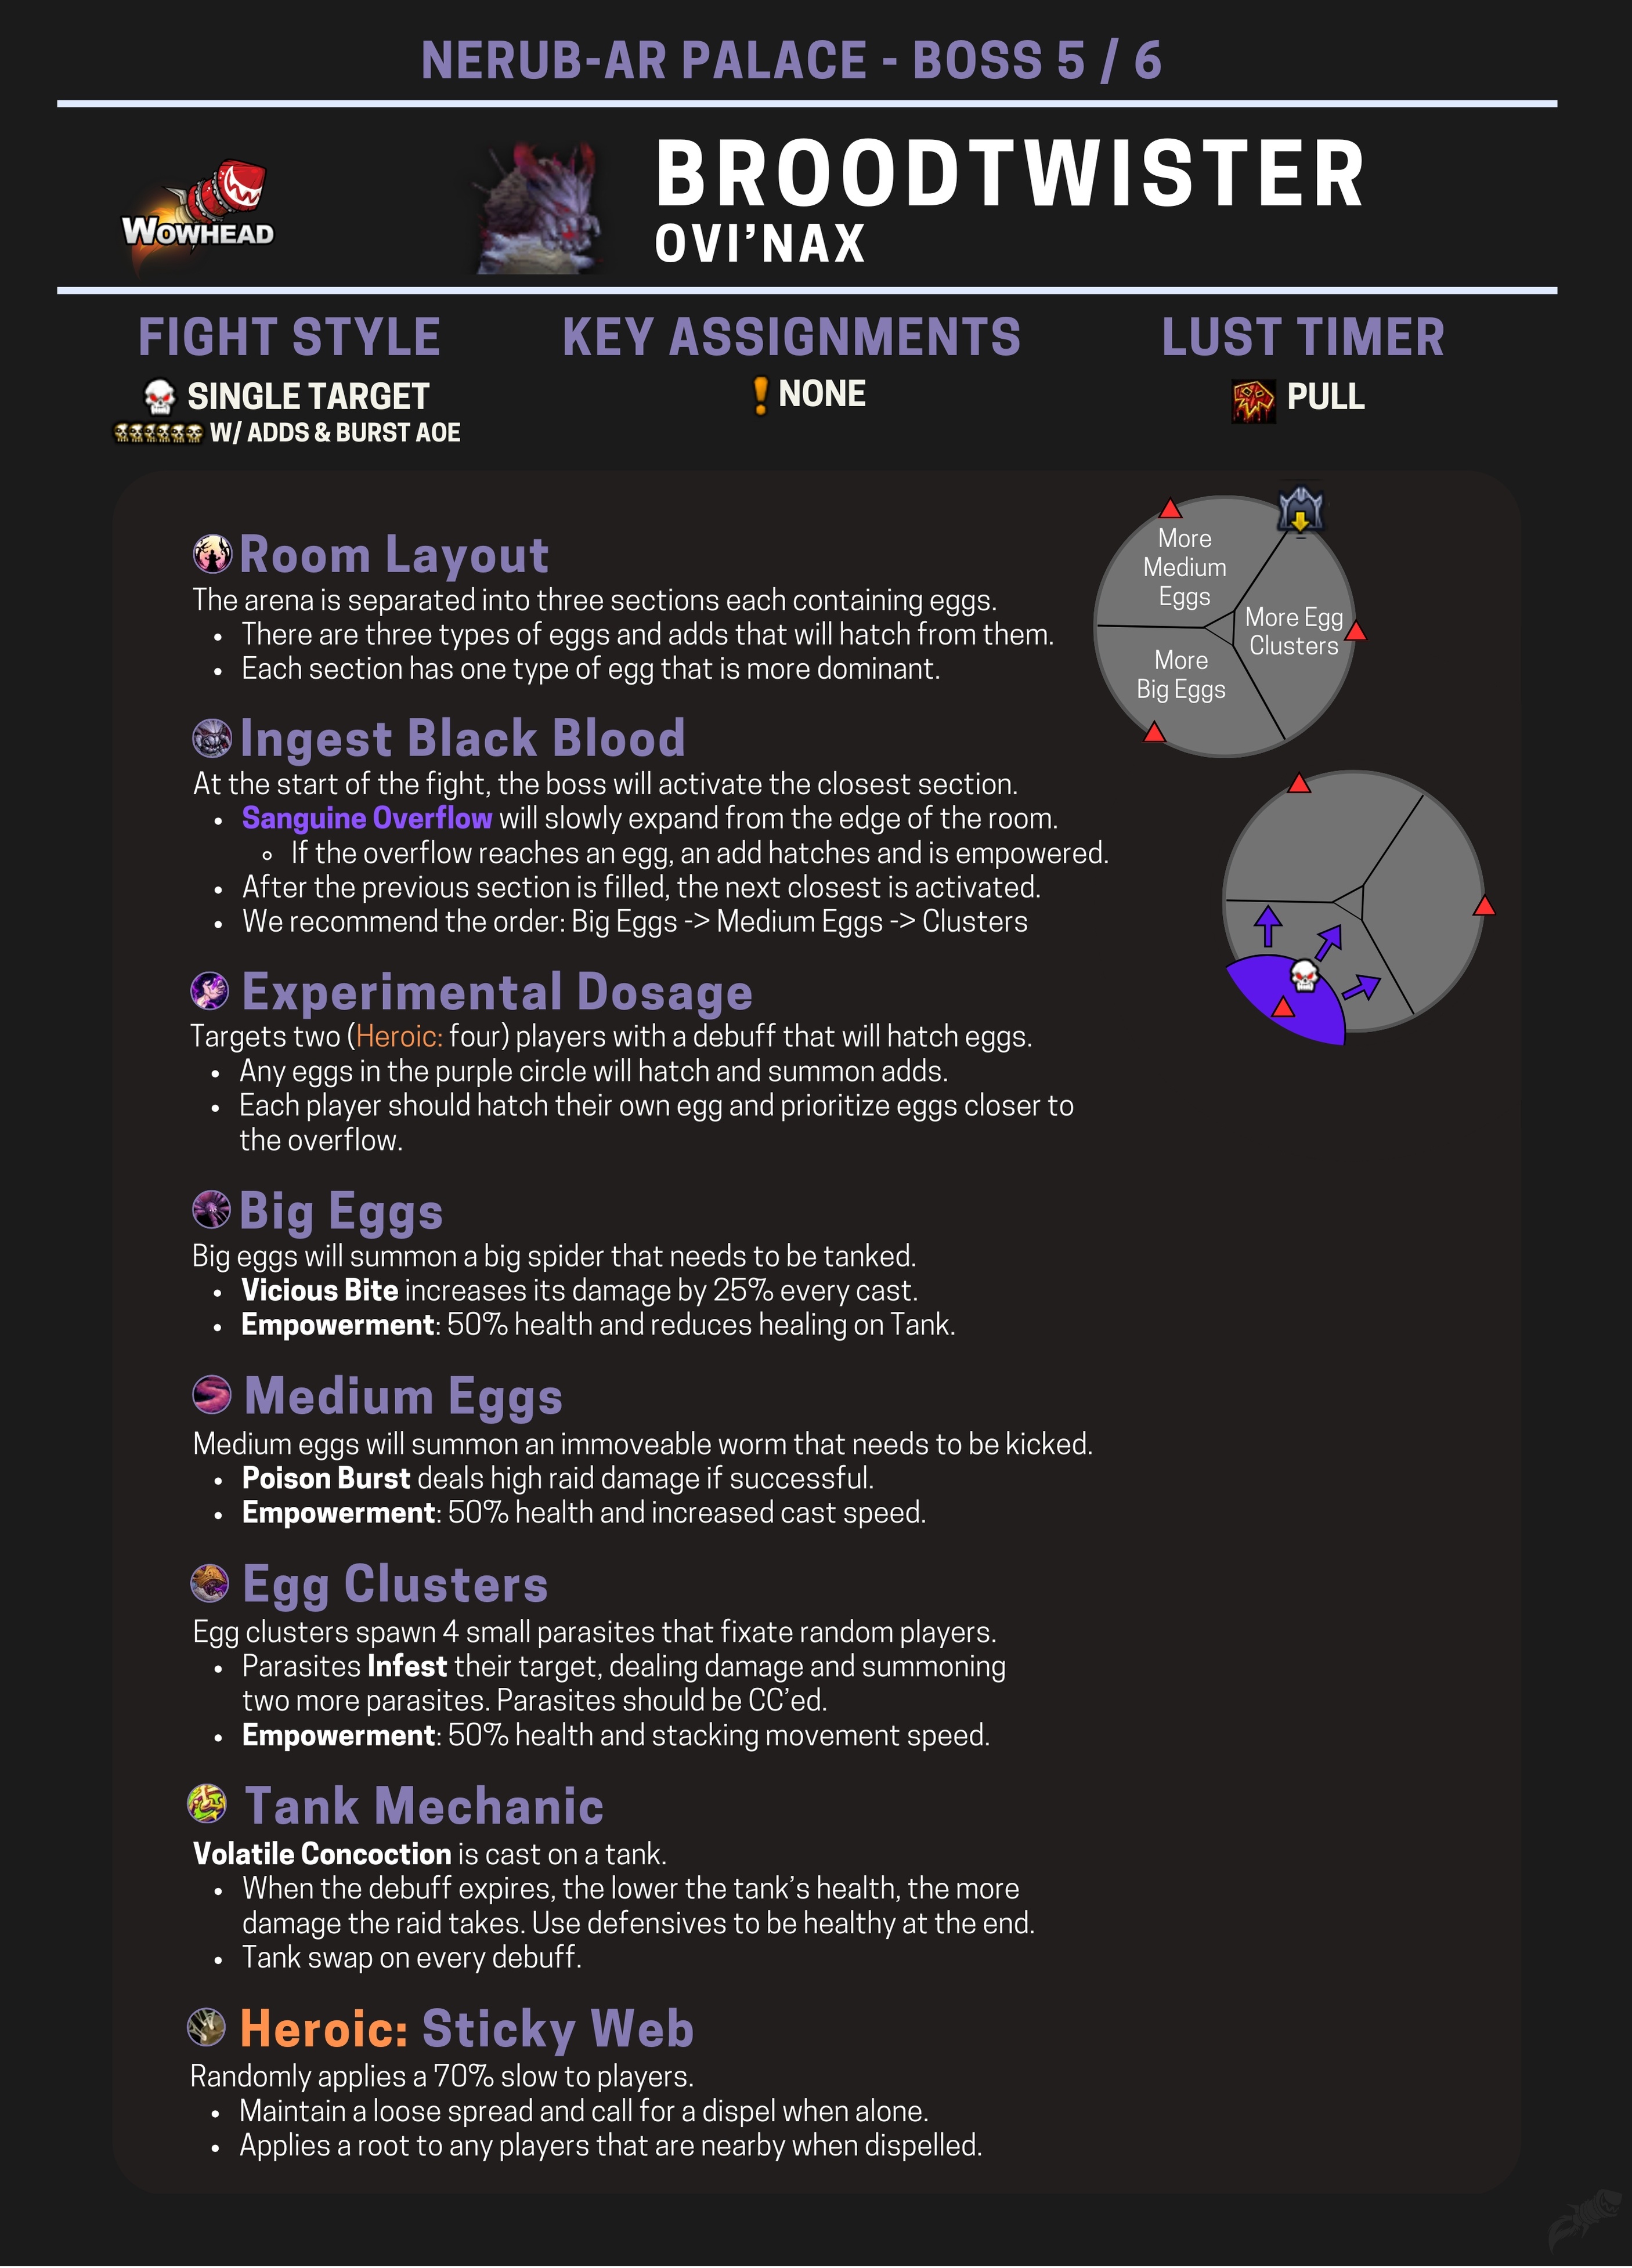 NERUB-AR PALACE - BOSS 5 / 6
WOWHEAD
BROODTWISTER
OVI’NAX
FIGHT STYLE
SINGLE TARGET
W/ ADDS & BURST AOE
KEY ASSIGNMENTS
NONE
LUST TIMER
PULL
Room Layout
The arena is separated into three sections each containing eggs.
• There are three types of eggs and adds that will hatch from them.
• Each section has one type of egg that is more dominant.
More
Medium
Eggs
More Egg
Clusters
More
Big Eggs
Ingest Black Blood
At the start of the fight, the boss will activate the closest section.
• Sanguine Overflow will slowly expand from the edge of the room.
◦ If the overflow reaches an egg, an add hatches and is empowered.
• After the previous section is filled, the next closest is activated.
• We recommend the order: Big Eggs -> Medium Eggs -> Clusters
Experimental Dosage
Targets two (Heroic: four) players with a debuff that will hatch eggs.
• Any eggs in the purple circle will hatch and summon adds.
• Each player should hatch their own egg and prioritize eggs closer to
the overflow.
Big Eggs
Big eggs will summon a big spider that needs to be tanked.
• Vicious Bite increases its damage by 25% every cast.
• Empowerment: 50% health and reduces healing on Tank.
Medium Eggs
Medium eggs will summon an immoveable worm that needs to be kicked.
• Poison Burst deals high raid damage if successful.
• Empowerment: 50% health and increased cast speed.
Egg Clusters
Egg clusters spawn 4 small parasites that fixate random players.
• Parasites Infest their target, dealing damage and summoning
two more parasites. Parasites should be CC’ed.
• Empowerment: 50% health and stacking movement speed.
Tank Mechanic
Volatile Concoction is cast on a tank.
• When the debuff expires, the lower the tank’s health, the more
damage the raid takes. Use defensives to be healthy at the end.
• Tank swap on every debuff.
Heroic: Sticky Web
Randomly applies a 70% slow to players.
• Maintain a loose spread and call for a dispel when alone.
• Applies a root to any players that are nearby when dispelled.